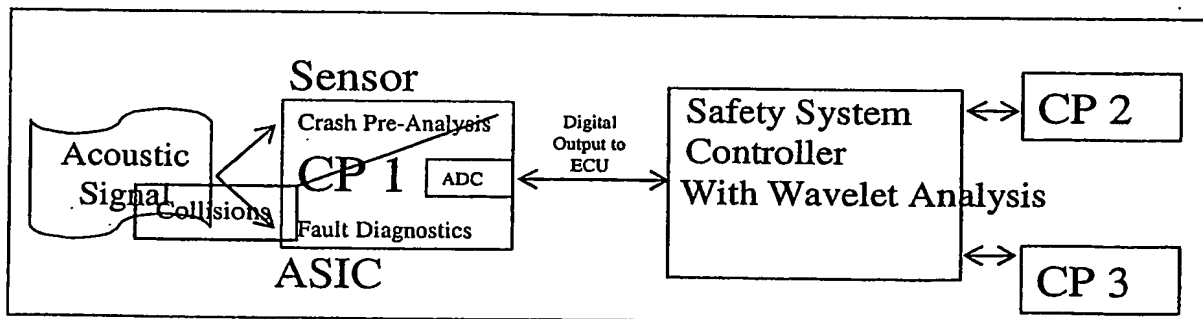 Sensor
Crash Pre-Analysis
Acoustic
Signal
Collisions
CP 1
ADC
Fault Diagnostics
ASIC
Digital
Output to
ECU
Safety System
Controller
With Wavelet Analysis
CP 2
CP 3